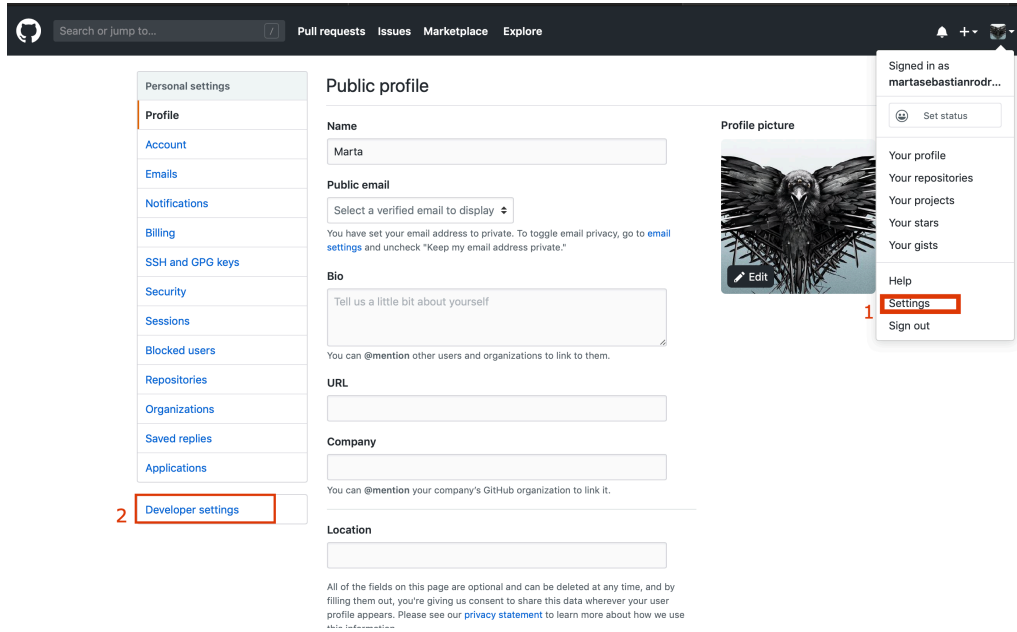 Search or jump to...
/
Pull requests
Issues
Marketplace
Explore
Signed in as
martasebastianrodr...
Set status
Your profile
Your repositories
Your projects
Your stars
Your gists
Help
1
Settings
Sign out
Personal settings
Profile
Account
Emails
Notifications
Billing
SSH and GPG keys
Security
Sessions
Blocked users
Repositories
Organizations
Saved replies
Applications
2
Developer settings
Public profile
Name
Marta
Public email
Select a verified email to display
You have set your email address to private. To toggle email privacy, go to email
settings and uncheck "Keep my email address private."
Bio
Tell us a little bit about yourself
You can @mention other users and organizations to link to them.
URL
Company
You can @mention your company's GitHub organization to link it.
Location
All of the fields on this page are optional and can be deleted at any time, and by
filling them out, you're giving us consent to share this data wherever your user
profile appears. Please see our privacy statement to learn more about how we use
this information.
Profile picture
Edit